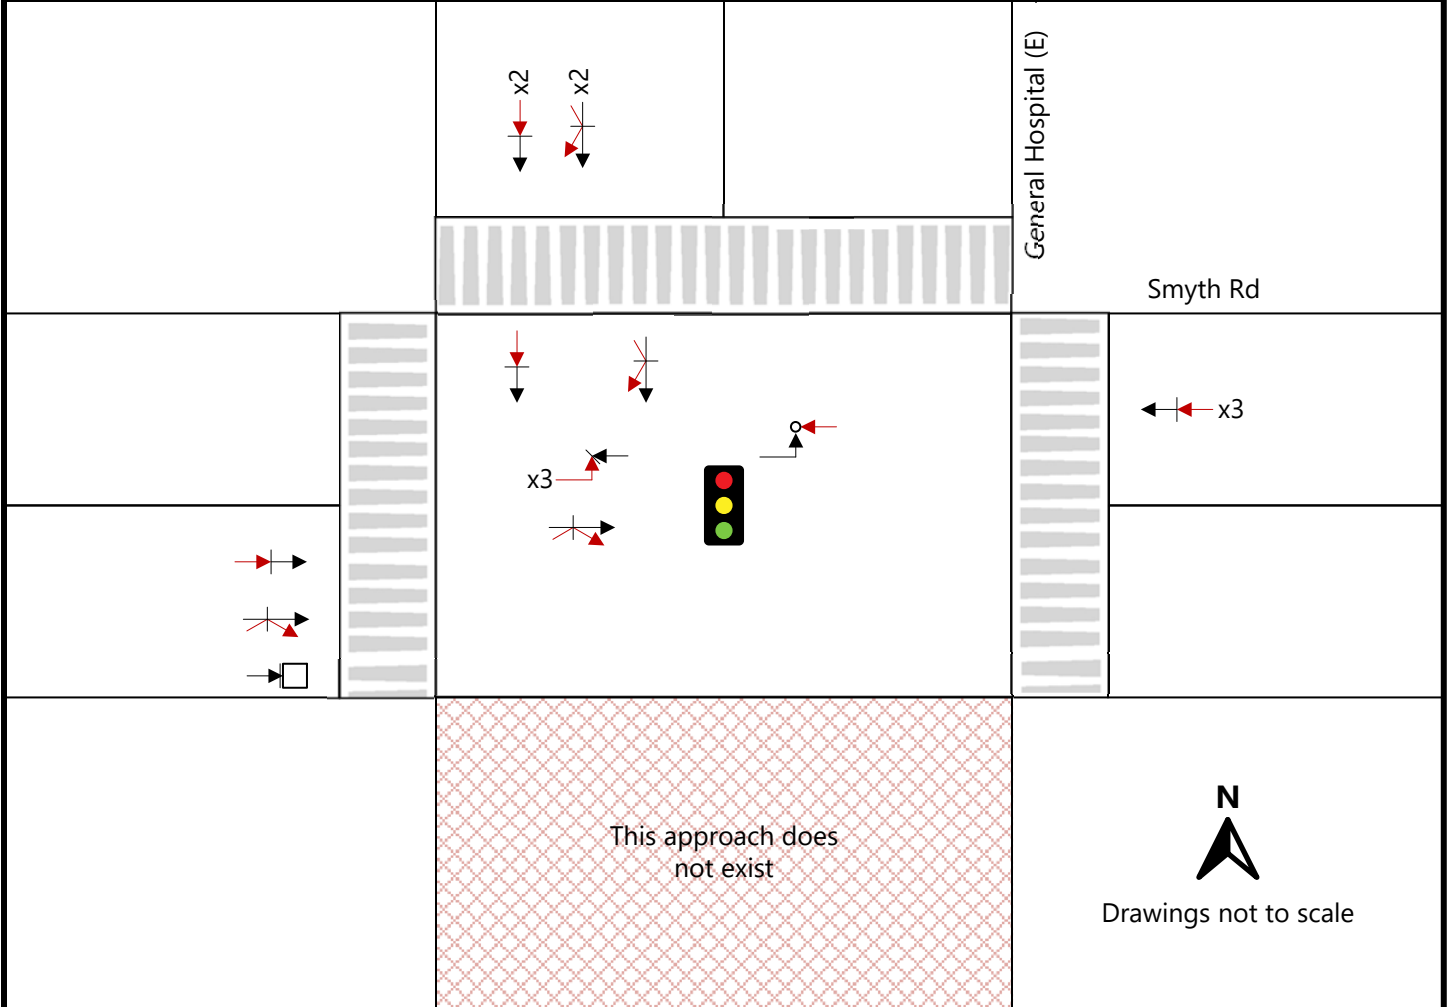 x2
x2
General Hospital (E)
Smyth Rd
x3
x3
This approach does
not exist
N
Drawings not to scale